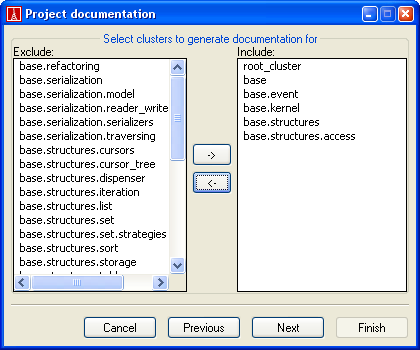 Project documentation
Select clusters to generate documentation for
Exclude:
Include:
base.refactoring
base.serialization
base.serialization.model
base.serialization.reader_write
base.serialization.serializers
base.serialization.traversing
base.structures.cursors
base.structures.cursor_tree
base.structures.dispenser
base.structures.iteration
base.structures.list
base.structures.set
base.structures.set.strategies
base.structures.sort
base.structures.storage
root_cluster
base
base.event
base.kernel
base.structures
base.structures.access
->
<-
Cancel
Previous
Next
Finish